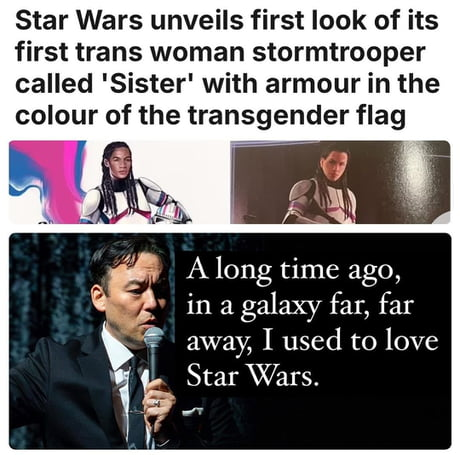 Star Wars unveils first look of its
first trans woman stormtrooper
called 'Sister' with armour in the
colour of the transgender flag
A long time ago,
in a galaxy far, far
away, I used to love
Star Wars.